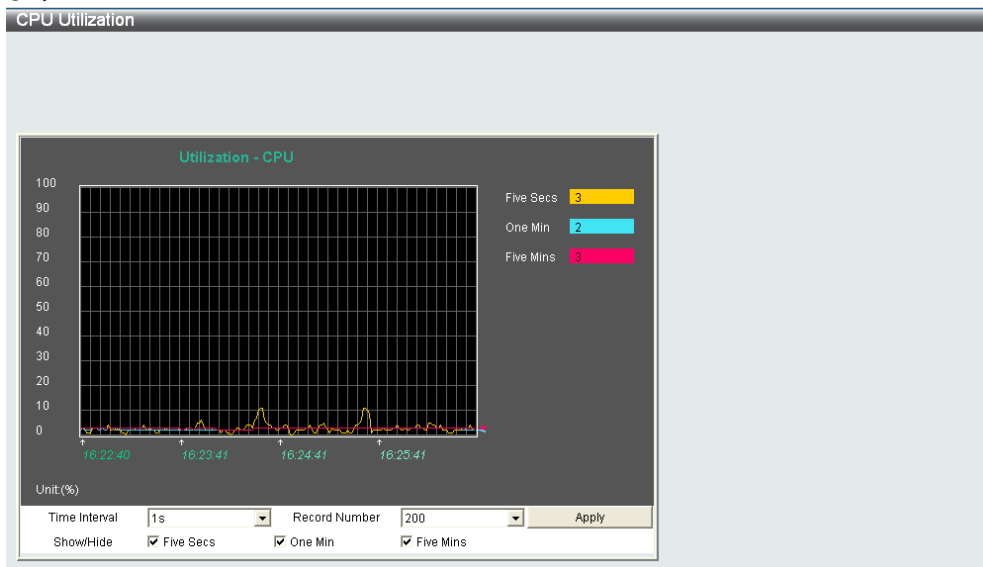 CPU Utilization
Utilization - CPU
100
90
80
70
60
50
40
30
20
10
0
Five Secs 3
One Min 2
Five Mins 3
16:22:40 16:23:41 16:24:41 16:25:41
Unit:(%)
Time Interval 1s Record Number 200 Apply
Show/Hide Five Secs One Min Five Mins